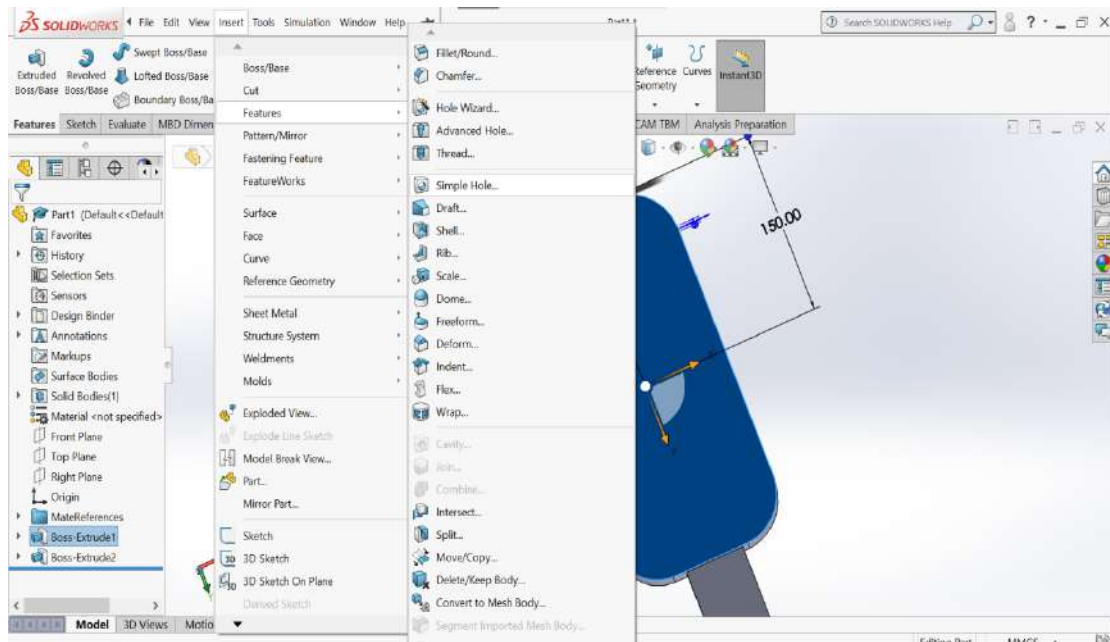 SOLIDWORKS
File Edit View Insert Tools Simulation Window Help
Part1
Search SOLIDWORKS Help
Extruded Boss/Base
Revolved Boss/Base
Swept Boss/Base
Lofted Boss/Base
Boundary Boss/Ba
Reference Geometry
Curves
Instant3D
Features Sketch Evaluate MBD Dimen
CAM TBM Analysis Preparation
Part1 (Default<<Default
Favorites
History
Selection Sets
Sensors
Design Binder
Annotations
Markups
Surface Bodies
Solid Bodies(1)
Material <not specified>
Front Plane
Top Plane
Right Plane
Origin
MateReferences
Boss-Extrude1
Boss-Extrude2
Boss/Base
Cut
Features
Pattern/Mirror
Fastening Feature
FeatureWorks
Surface
Face
Curve
Reference Geometry
Sheet Metal
Structure System
Weldments
Molds
Exploded View...
Explode Line Sketch
Model Break View...
Part...
Mirror Part...
Sketch
3D Sketch
3D Sketch On Plane
Derived Sketch
Fillet/Round...
Chamfer...
Hole Wizard...
Advanced Hole...
Thread...
Simple Hole...
Draft...
Shell...
Rib...
Scale...
Dome...
Freeform...
Deform...
Indent...
Flex...
Wrap...
Cavity...
Join...
Combine...
Intersect...
Split...
Move/Copy...
Delete/Keep Body...
Convert to Mesh Body...
Segment Imported Mesh Body...
150.00
Model 3D Views Motio
Editing Part MMGS